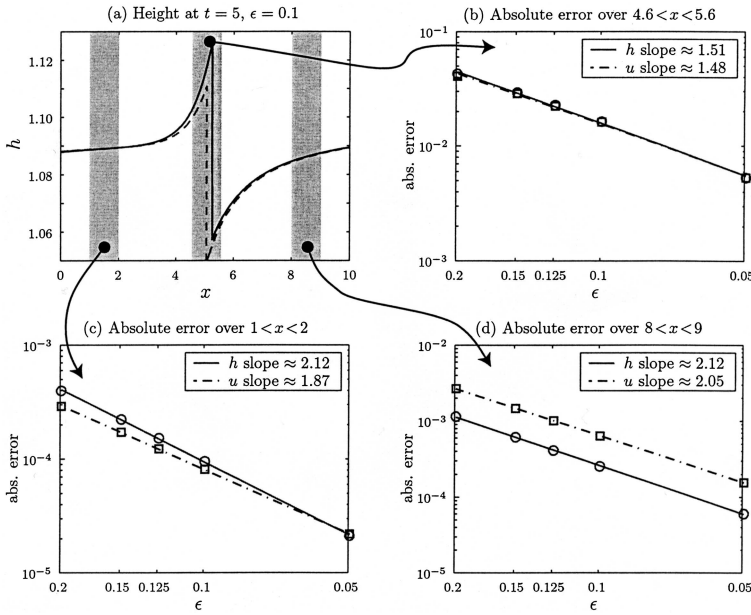 (a) Height at t = 5, ϵ = 0.1
1.12
1.10
1.08
1.06
h
0 2 4 6 8 10
x
(b) Absolute error over 4.6<x<5.6
10⁻¹
10⁻²
10⁻³
abs. error
h slope ≈ 1.51
u slope ≈ 1.48
0.2 0.15 0.125 0.1 0.05
ϵ
(c) Absolute error over 1<x<2
10⁻³
10⁻⁴
10⁻⁵
abs. error
h slope ≈ 2.12
u slope ≈ 1.87
0.2 0.15 0.125 0.1 0.05
ϵ
(d) Absolute error over 8<x<9
10⁻²
10⁻³
10⁻⁴
10⁻⁵
abs. error
h slope ≈ 2.12
u slope ≈ 2.05
0.2 0.15 0.125 0.1 0.05
ϵ